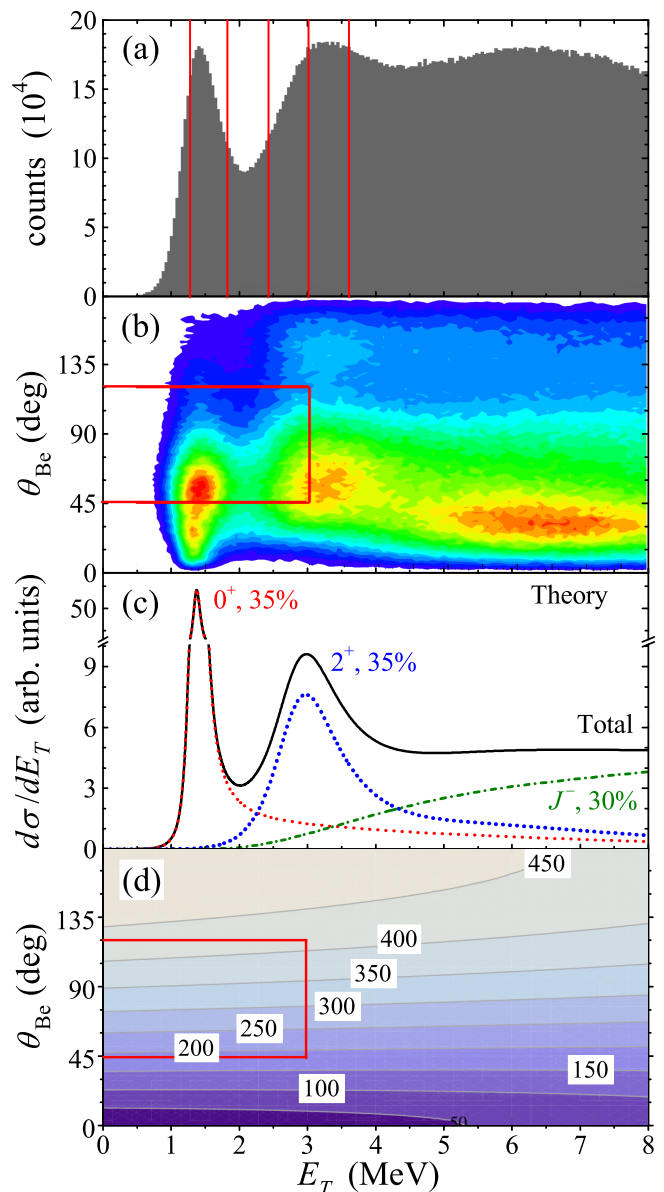 20
(a)
15
10
5
0
counts (10⁴)
(b)
135
90
45
0
θBe (deg)
(c)
0⁺, 35%
Theory
50
2⁺, 35%
9
6
3
0
Total
J⁻, 30%
dσ/dE_T (arb. units)
(d)
450
400
350
300
250
200
150
100
50
135
90
45
0
θBe (deg)
0 1 2 3 4 5 6 7 8
E_T (MeV)